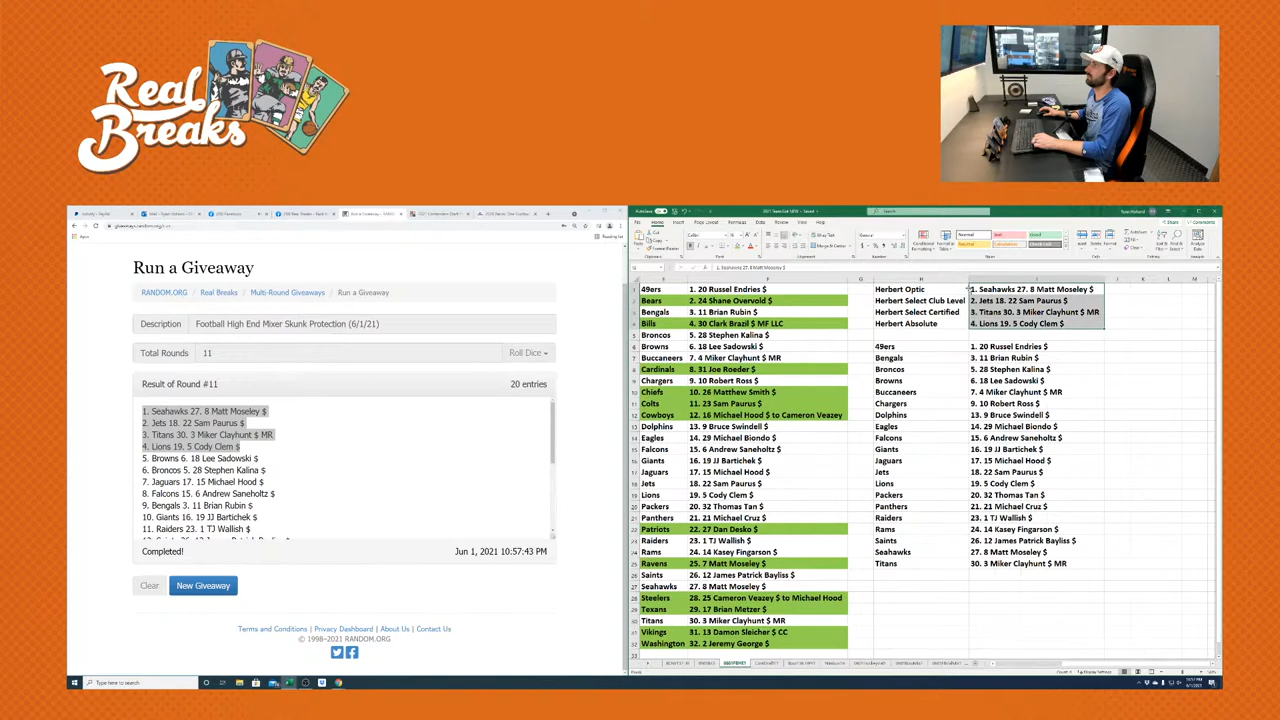 Real
Breaks
Run a Giveaway
RANDOM.ORG / Real Breaks / Multi-Round Giveaways / Run a Giveaway
Description Football High End Mixer Skunk Protection (6/1/21)
Total Rounds 11 Roll Dice
Result of Round #11 20 entries
1. Seahawks 27. 8 Matt Moseley $
2. Jets 18. 22 Sam Paurus $
3. Titans 30. 3 Miker Clayhunt $ MR
4. Lions 19. 5 Cody Clem $
5. Browns 6. 18 Lee Sadowski $
6. Broncos 5. 28 Stephen Kalina $
7. Jaguars 17. 15 Michael Hood $
8. Falcons 15. 6 Andrew Saneholtz $
9. Bengals 3. 11 Brian Rubin $
10. Giants 16. 19 JJ Bartichek $
11. Raiders 23. 1 TJ Wallish $
Completed! Jun 1, 2021 10:57:43 PM
Clear New Giveaway
Terms and Conditions | Privacy Dashboard | About Us | Contact Us
© 1998–2021 RANDOM.ORG
Type here to search
1. Seahawks 27. 8 Matt Moseley $
49ers 1. 20 Russel Endries $
Bears 2. 24 Shane Overvold $
Bengals 3. 11 Brian Rubin $
Bills 4. 30 Clark Brazil $ MF LLC
Broncos 5. 28 Stephen Kalina $
Browns 6. 18 Lee Sadowski $
Buccaneers 7. 4 Miker Clayhunt $ MR
Cardinals 8. 31 Joe Roeder $
Chargers 9. 10 Robert Ross $
Chiefs 10. 26 Matthew Smith $
Colts 11. 23 Sam Paurus $
Cowboys 12. 16 Michael Hood $ to Cameron Veazey
Dolphins 13. 9 Bruce Swindell $
Eagles 14. 29 Michael Biondo $
Falcons 15. 6 Andrew Saneholtz $
Giants 16. 19 JJ Bartichek $
Jaguars 17. 15 Michael Hood $
Jets 18. 22 Sam Paurus $
Lions 19. 5 Cody Clem $
Packers 20. 32 Thomas Tan $
Panthers 21. 21 Michael Cruz $
Patriots 22. 27 Dan Desko $
Raiders 23. 1 TJ Wallish $
Rams 24. 14 Kasey Fingarson $
Ravens 25. 7 Matt Moseley $
Saints 26. 12 James Patrick Bayliss $
Seahawks 27. 8 Matt Moseley $
Steelers 28. 25 Cameron Veazey $ to Michael Hood
Texans 29. 17 Brian Metzer $
Titans 30. 3 Miker Clayhunt $ MR
Vikings 31. 13 Damon Sleicher $ CC
Washington 32. 2 Jeremy George $
Herbert Optic 1. Seahawks 27. 8 Matt Moseley $
Herbert Select Club Level 2. Jets 18. 22 Sam Paurus $
Herbert Select Certified 3. Titans 30. 3 Miker Clayhunt $ MR
Herbert Absolute 4. Lions 19. 5 Cody Clem $
49ers 1. 20 Russel Endries $
Bengals 3. 11 Brian Rubin $
Broncos 5. 28 Stephen Kalina $
Browns 6. 18 Lee Sadowski $
Buccaneers 7. 4 Miker Clayhunt $ MR
Chargers 9. 10 Robert Ross $
Dolphins 13. 9 Bruce Swindell $
Eagles 14. 29 Michael Biondo $
Falcons 15. 6 Andrew Saneholtz $
Giants 16. 19 JJ Bartichek $
Jaguars 17. 15 Michael Hood $
Jets 18. 22 Sam Paurus $
Lions 19. 5 Cody Clem $
Packers 20. 32 Thomas Tan $
Panthers 21. 21 Michael Cruz $
Raiders 23. 1 TJ Wallish $
Rams 24. 14 Kasey Fingarson $
Saints 26. 12 James Patrick Bayliss $
Seahawks 27. 8 Matt Moseley $
Titans 30. 3 Miker Clayhunt $ MR